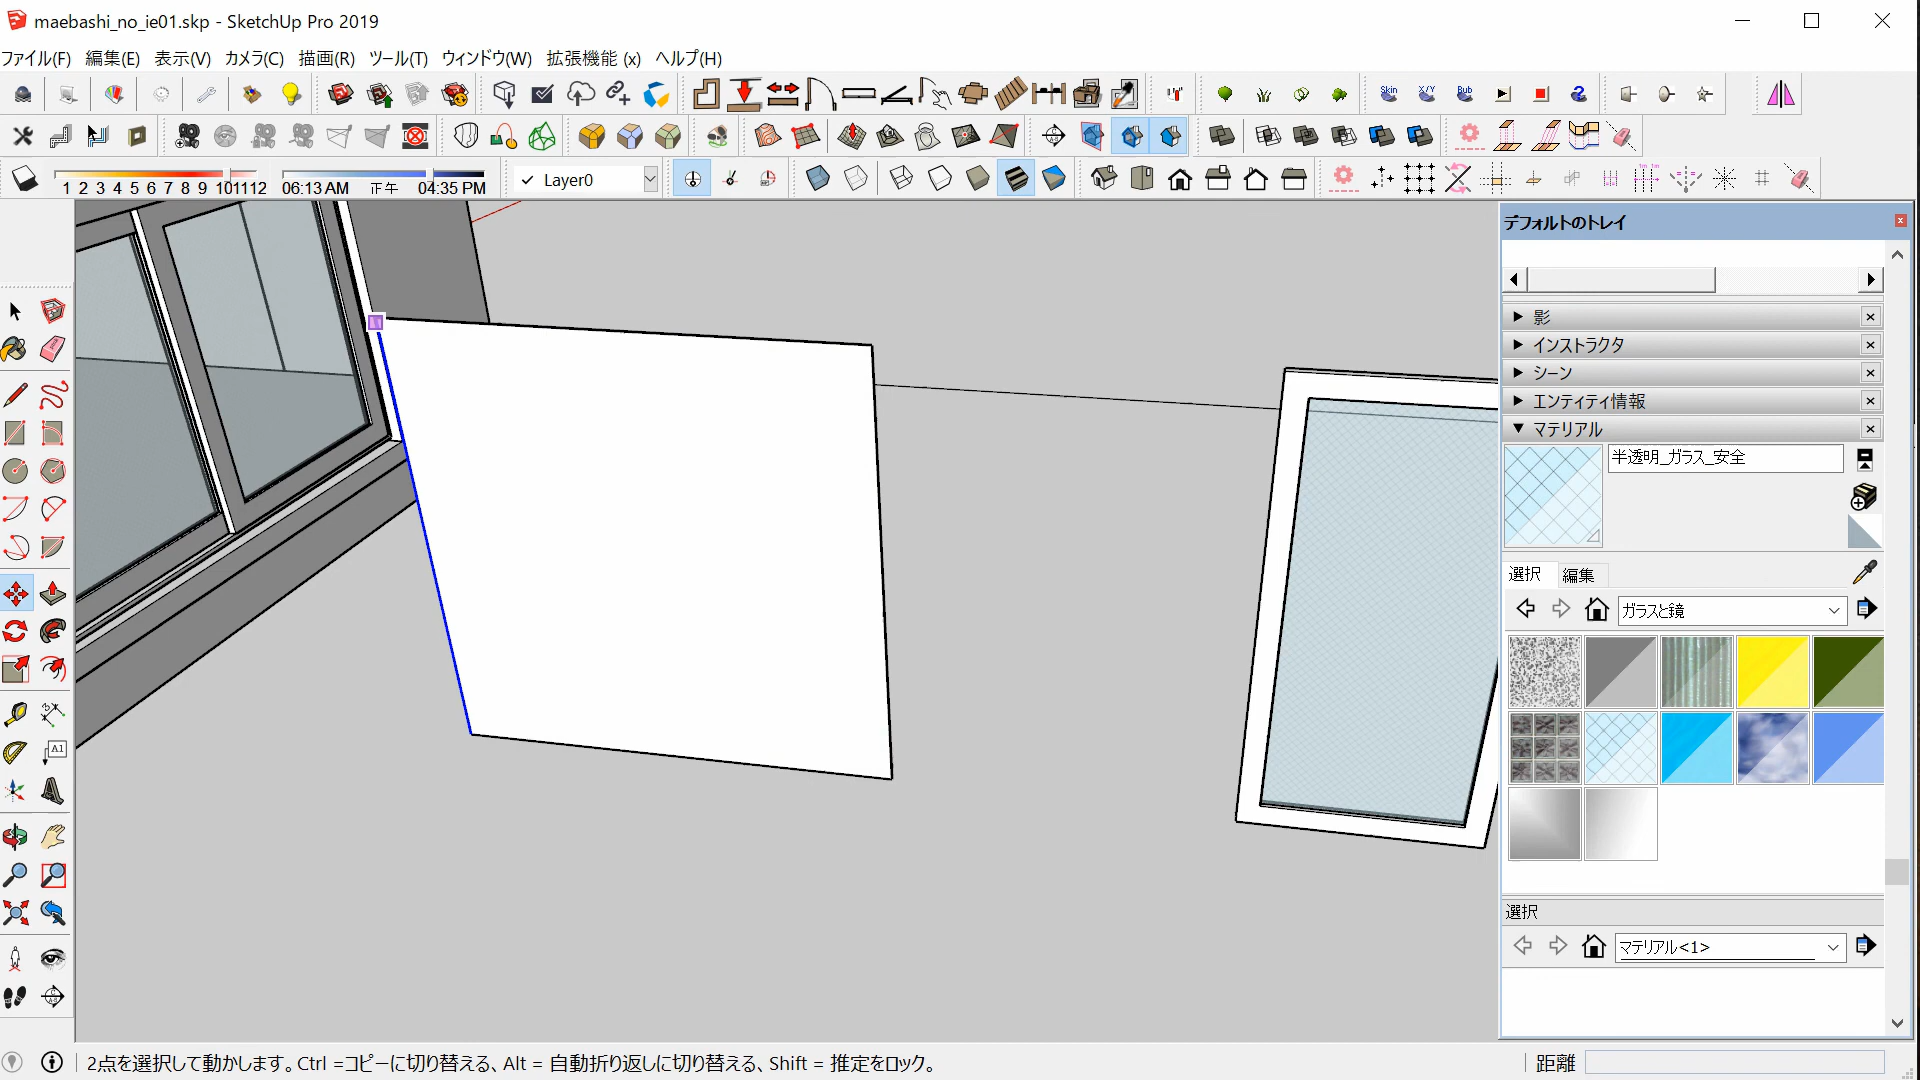 maebashi_no_ie01.skp - SketchUp Pro 2019
ファイル(F) 編集(E) 表示(V) カメラ(C) 描画(R) ツール(T) ウィンドウ(W) 拡張機能 (x) ヘルプ(H)
Skin X/Y Bub
1 2 3 4 5 6 7 8 9 101112 06:13 AM 正午 04:35 PM Layer0
デフォルトのトレイ
影
インストラクタ
シーン
エンティティ情報
マテリアル
半透明_ガラス_安全
選択 編集
ガラスと鏡
A1
選択
マテリアル<1>
2点を選択して動かします。Ctrl =コピーに切り替える、Alt = 自動折り返しに切り替える、Shift = 推定をロック。
距離